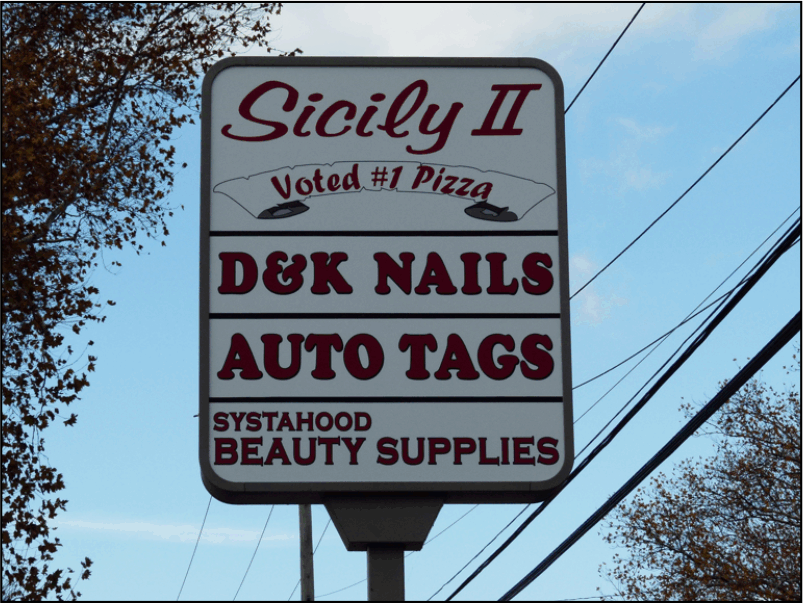 Sicily II
Voted #1 Pizza
D&K NAILS
AUTO TAGS
SYSTAHOOD
BEAUTY SUPPLIES